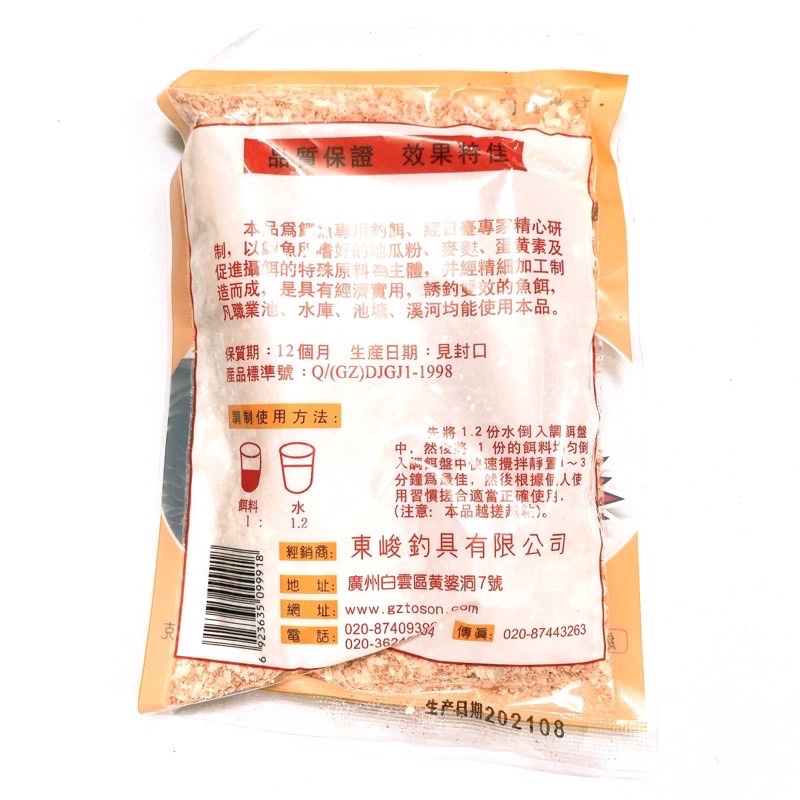 品質保證 效果特佳
本品爲鯽魚專用釣餌、經日臺專家精心研
制，以鯽魚所嗜好的地瓜粉、麥麩、蛋黄素及
促進攝餌的特殊原料為主體，并經精細加工制
造而成，是具有經濟實用，誘釣雙效的魚餌，
凡職業池、水庫、池塘、溪河均能使用本品。
保質期：12個月 生産日期：見封口
産品標準號：Q/(GZ)DJGJ1-1998
調制使用方法：
先將1.2份水倒入調餌盤
中，然後將1份的餌料均勻倒
入調餌盤中快速攪拌靜置1～3
分鐘爲最佳，然後根據個人使
用習慣搓合適當正確使用，
(注意：本品越搓越粘)。
餌料 水
1 : 1.2
經銷商： 東峻釣具有限公司
地 址： 廣州白雲區黄婆洞7號
網 址： www.gztoson.com
電 話： 020-87409394 傳眞： 020-87443263
020-362
6 923635 099918
生产日期202108